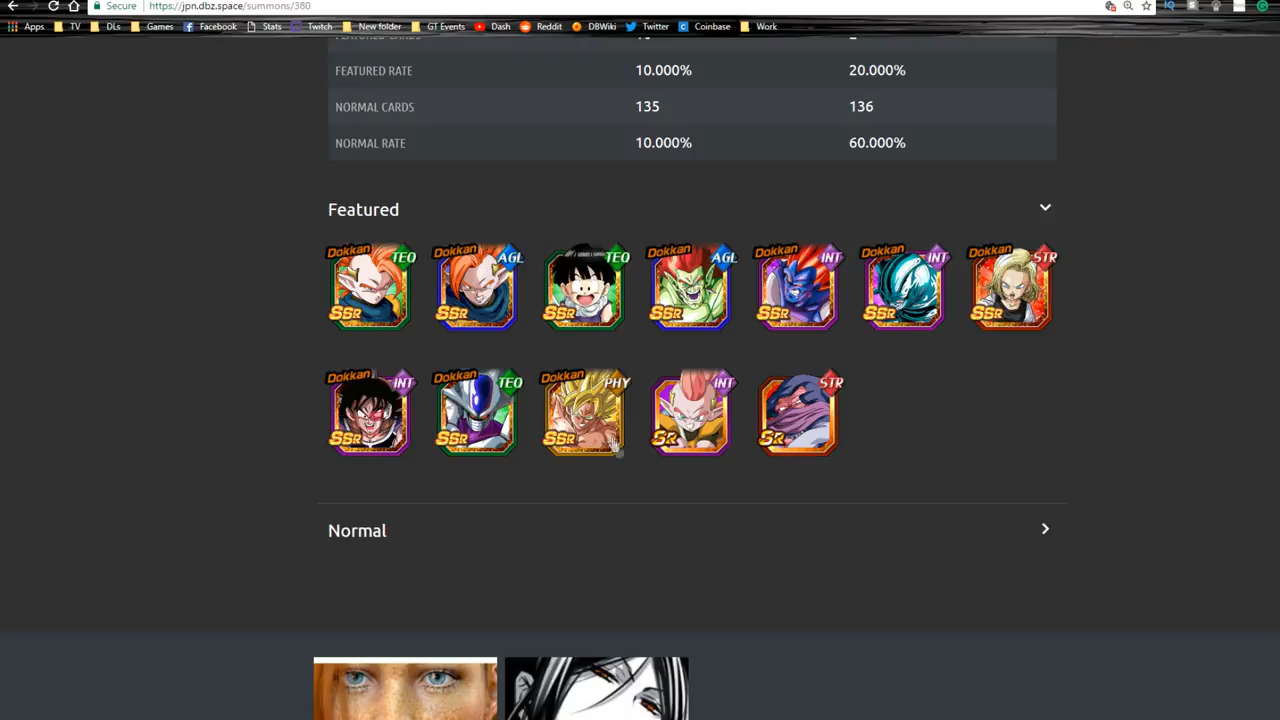 Secure https://jpn.dbz.space/summons/380
Apps TV DLs Games Facebook Stats Twitch New folder GT Events Dash Reddit DBWiki Twitter Coinbase Work
FEATURED RATE 10.000% 20.000%
NORMAL CARDS 135 136
NORMAL RATE 10.000% 60.000%
Featured
Dokkan TEQ Dokkan AGL Dokkan TEQ Dokkan AGL Dokkan INT Dokkan INT Dokkan STR
SSR SSR SSR SSR SSR SSR SSR
Dokkan INT Dokkan TEQ Dokkan PHY INT STR
SSR SSR SSR SR SR
Normal